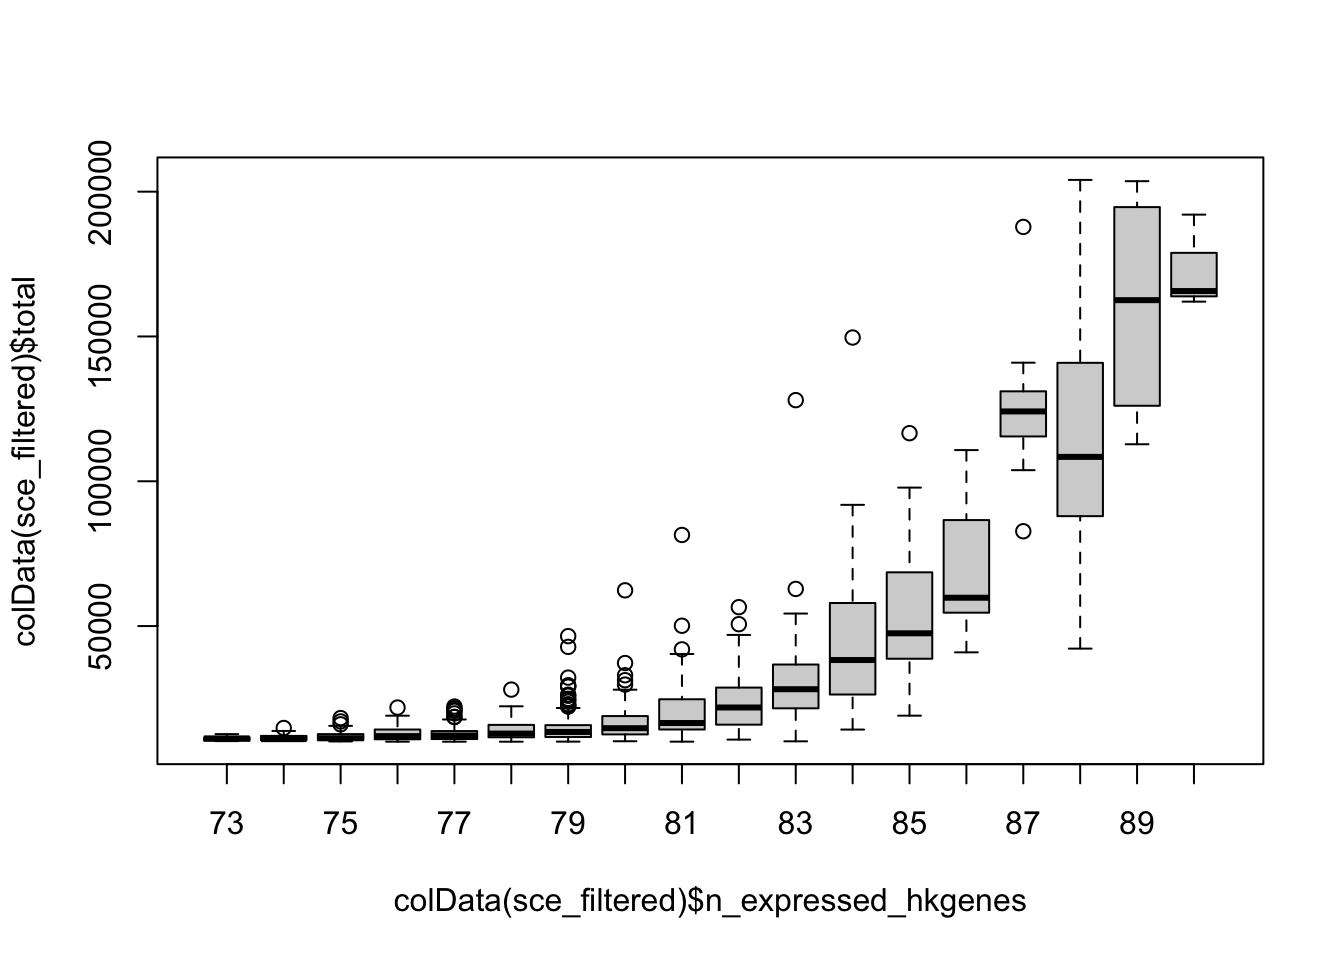 colData(sce_filtered)$total
200000
150000
100000
50000
73 75 77 79 81 83 85 87 89
colData(sce_filtered)$n_expressed_hkgenes